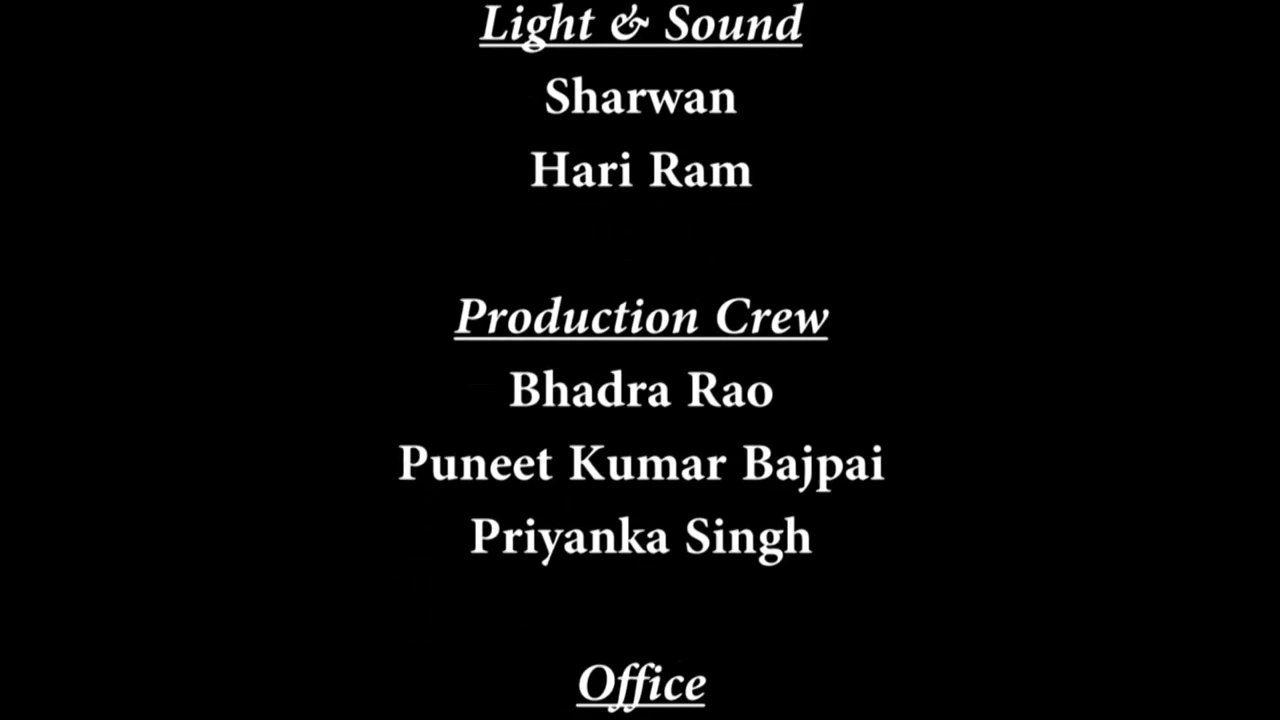 Light & Sound
Sharwan
Hari Ram
Production Crew
Bhadra Rao
Puneet Kumar Bajpai
Priyanka Singh
Office